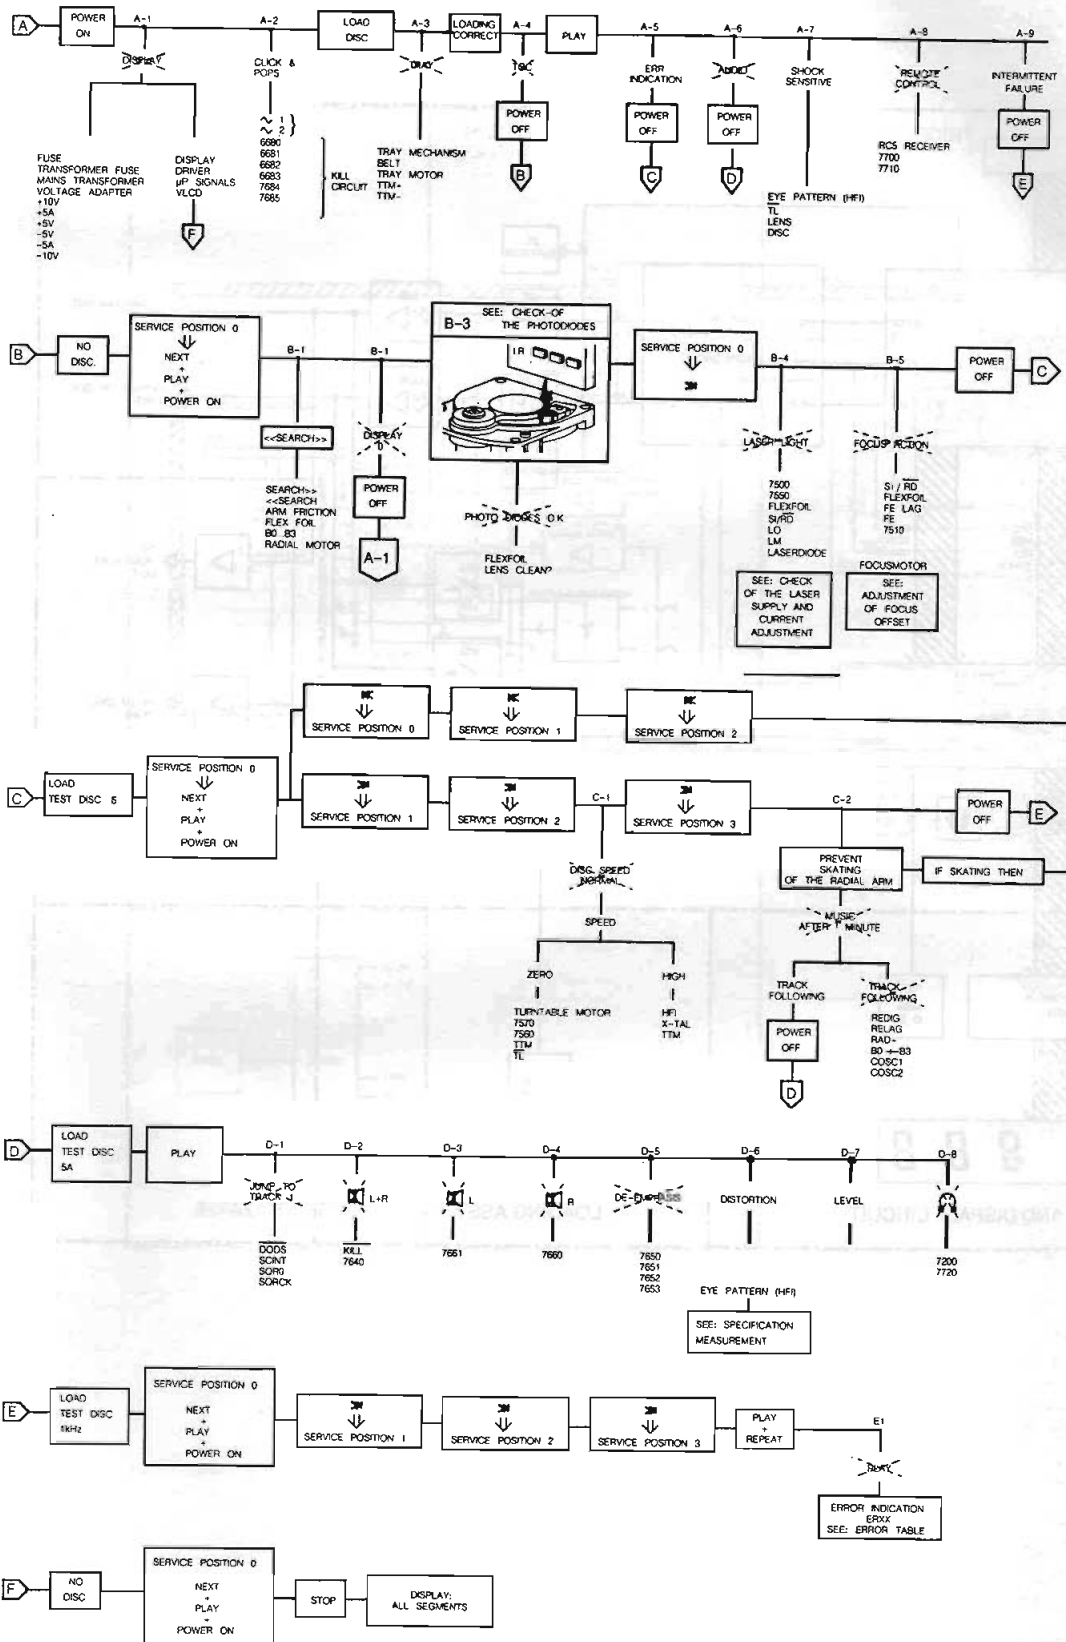 A
POWER
ON
A-1
DISPLAY
FUSE
TRANSFORMER FUSE
MAINS TRANSFORMER
VOLTAGE ADAPTER
+10V
+5A
+5V
-5V
-5A
-10V
DISPLAY
DRIVER
µP SIGNALS
VLCD
F
A-2
CLICK &
POPS
~ 1
~ 2
6680
6681
6682
6683
7684
7685
KILL
CIRCUIT
LOAD
DISC
A-3
TRAY
TRAY MECHANISM
BELT
TRAY MOTOR
TTM+
TTM-
LOADING
CORRECT
A-4
TOC
POWER
OFF
B
PLAY
A-5
ERR
INDICATION
POWER
OFF
C
A-6
AUDIO
POWER
OFF
D
A-7
SHOCK
SENSITIVE
EYE PATTERN (HFI)
TL
LENS
DISC
A-8
REMOTE
CONTROL
RC5 RECEIVER
7700
7710
A-9
INTERMITTENT
FAILURE
POWER
OFF
E
B
NO
DISC.
SERVICE POSITION 0
NEXT
+
PLAY
+
POWER ON
B-1
<<SEARCH>>
SEARCH>>
<<SEARCH
ARM FRICTION
FLEX FOIL
B0 B3
RADIAL MOTOR
B-1
DISPLAY
0
POWER
OFF
A-1
SEE: CHECK-OF
B-3 THE PHOTODIODES
PHOTO DIODES O.K
FLEXFOIL
LENS CLEAN?
SERVICE POSITION 0
B-4
LASER LIGHT
7500
7550
FLEXFOIL
SI/RD
LO
LM
LASERDIODE
SEE: CHECK
OF THE LASER
SUPPLY AND
CURRENT
ADJUSTMENT
B-5
FOCUS ACTION
SI / RD
FLEXFOIL
FE LAG
FE
7510
FOCUSMOTOR
SEE:
ADJUSTMENT
OF FOCUS
OFFSET
POWER
OFF
C
SERVICE POSITION 0
SERVICE POSITION 1
SERVICE POSITION 2
C
LOAD
TEST DISC 5
SERVICE POSITION 0
NEXT
+
PLAY
+
POWER ON
SERVICE POSITION 1
SERVICE POSITION 2
C-1
DISC SPEED
NORMAL
SPEED
ZERO
TURNTABLE MOTOR
7570
7560
TTM
TL
HIGH
HFI
X-TAL
TTM
SERVICE POSITION 3
C-2
PREVENT
SKATING
OF THE RADIAL ARM
IF SKATING THEN
MUSIC
AFTER 1 MINUTE
TRACK
FOLLOWING
POWER
OFF
D
TRACK
FOLLOWING
REDIG
RELAG
RAD-
B0 ÷ B3
COSC1
COSC2
POWER
OFF
E
D
LOAD
TEST DISC
5A
PLAY
D-1
JUMP TO
TRACK
DODS
SCINT
SORCK
D-2
L+R
KILL
7640
D-3
L
7661
D-4
R
7660
D-5
7650
7651
7652
7653
D-6
DISTORTION
EYE PATTERN (HFI)
SEE: SPECIFICATION
MEASUREMENT
D-7
LEVEL
D-8
7200
7720
E
LOAD
TEST DISC
1kHz
SERVICE POSITION 0
NEXT
+
PLAY
+
POWER ON
SERVICE POSITION 1
SERVICE POSITION 2
SERVICE POSITION 3
PLAY
+
REPEAT
E1
PLAY
ERROR INDICATION
ERXX
SEE: ERROR TABLE
F
NO
DISC
SERVICE POSITION 0
NEXT
+
PLAY
+
POWER ON
STOP
DISPLAY:
ALL SEGMENTS